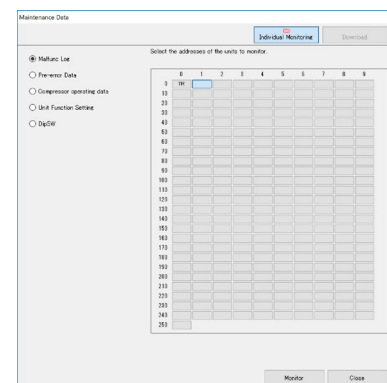 Maintenance Data
Individual Monitoring
Download
Select the addresses of the units to monitor.
Malfunc Log
Pre-error Data
Compressor operating data
Unit Function Setting
DipSW
0 1 2 3 4 5 6 7 8 9
0 TR
10
20
30
40
50
60
70
80
90
100
110
120
130
140
150
160
170
180
190
200
210
220
230
240
250
Monitor
Close